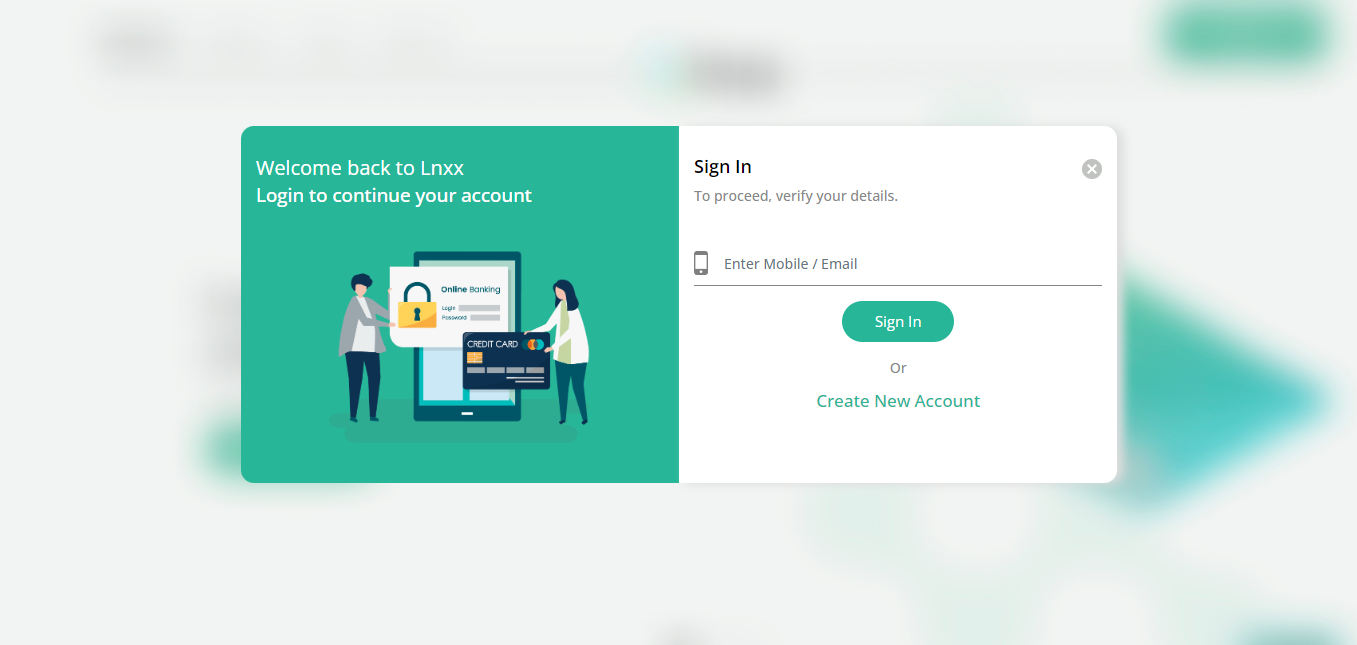 Welcome back to Lnxx
Login to continue your account
Online Banking
Login
Password
CREDIT CARD
Sign In
To proceed, verify your details.
Enter Mobile / Email
Sign In
Or
Create New Account